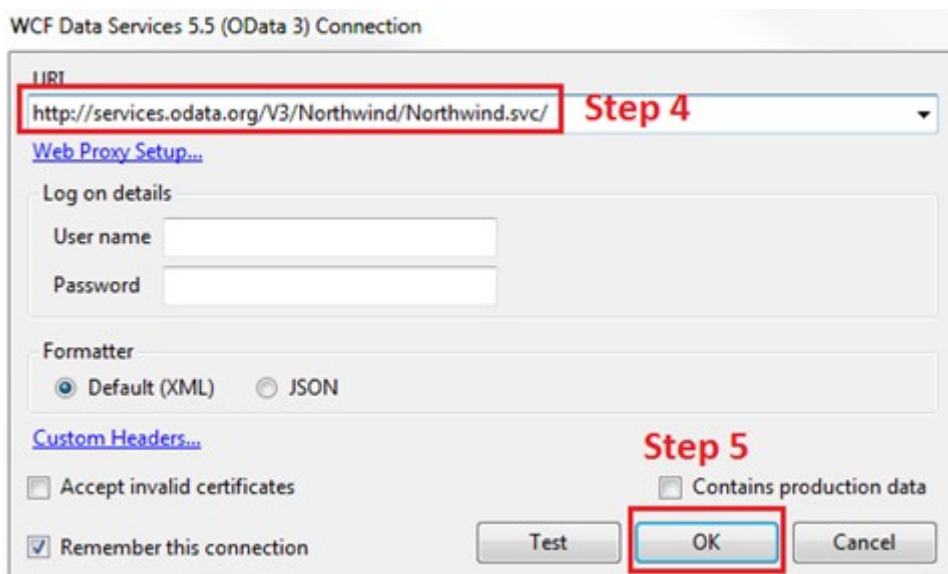 WCF Data Services 5.5 (OData 3) Connection
URI
http://services.odata.org/V3/Northwind/Northwind.svc/ Step 4
Web Proxy Setup...
Log on details
User name
Password
Formatter
Default (XML) JSON
Custom Headers...
Step 5
Accept invalid certificates Contains production data
Remember this connection Test OK Cancel